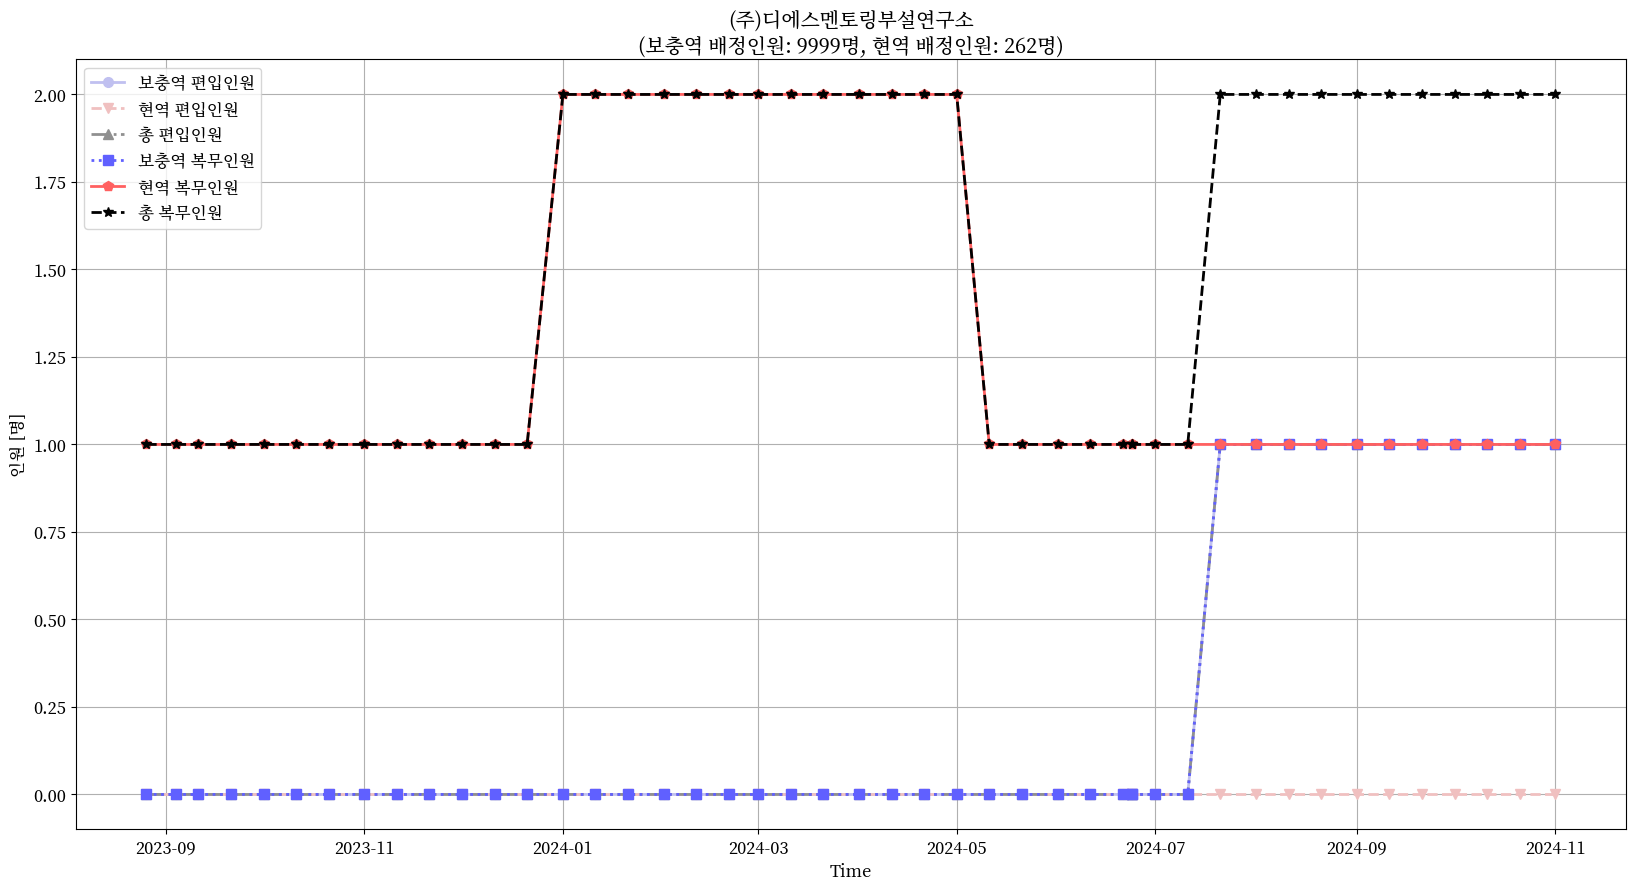 (주)디에스멘토링부설연구소
(보충역 배정인원: 9999명, 현역 배정인원: 262명)
보충역 편입인원
현역 편입인원
총 편입인원
보충역 복무인원
현역 복무인원
총 복무인원
2.00
1.75
1.50
1.25
1.00
0.75
0.50
0.25
0.00
인원 [명]
2023-09 2023-11 2024-01 2024-03 2024-05 2024-07 2024-09 2024-11
Time